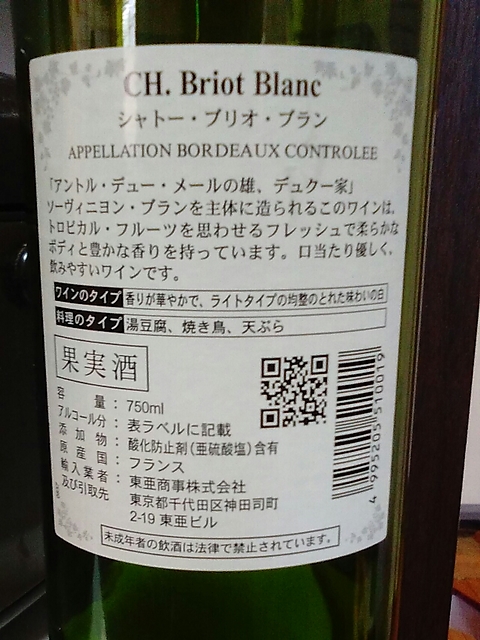 CH. Briot Blanc
シャトー・ブリオ・ブラン
APPELLATION BORDEAUX CONTROLEE
「アントル・デュー・メールの雄、デュクー家」
ソーヴィニヨン・ブランを主体に造られるこのワインは、
トロピカル・フルーツを思わせるフレッシュで柔らかな
ボディと豊かな香りを持っています。口当たり優しく、
飲みやすいワインです。
ワインのタイプ 香りが華やかで、ライトタイプの均整のとれた味わいの白
料理のタイプ 湯豆腐、焼き鳥、天ぷら
果実酒
容量：750ml
アルコール分：表ラベルに記載
添加物：酸化防止剤（亜硫酸塩）含有
原産国：フランス
輸入業者及び引取先：東亜商事株式会社
東京都千代田区神田司町
2-19 東亜ビル
4 995205 510019
未成年者の飲酒は法律で禁止されています。